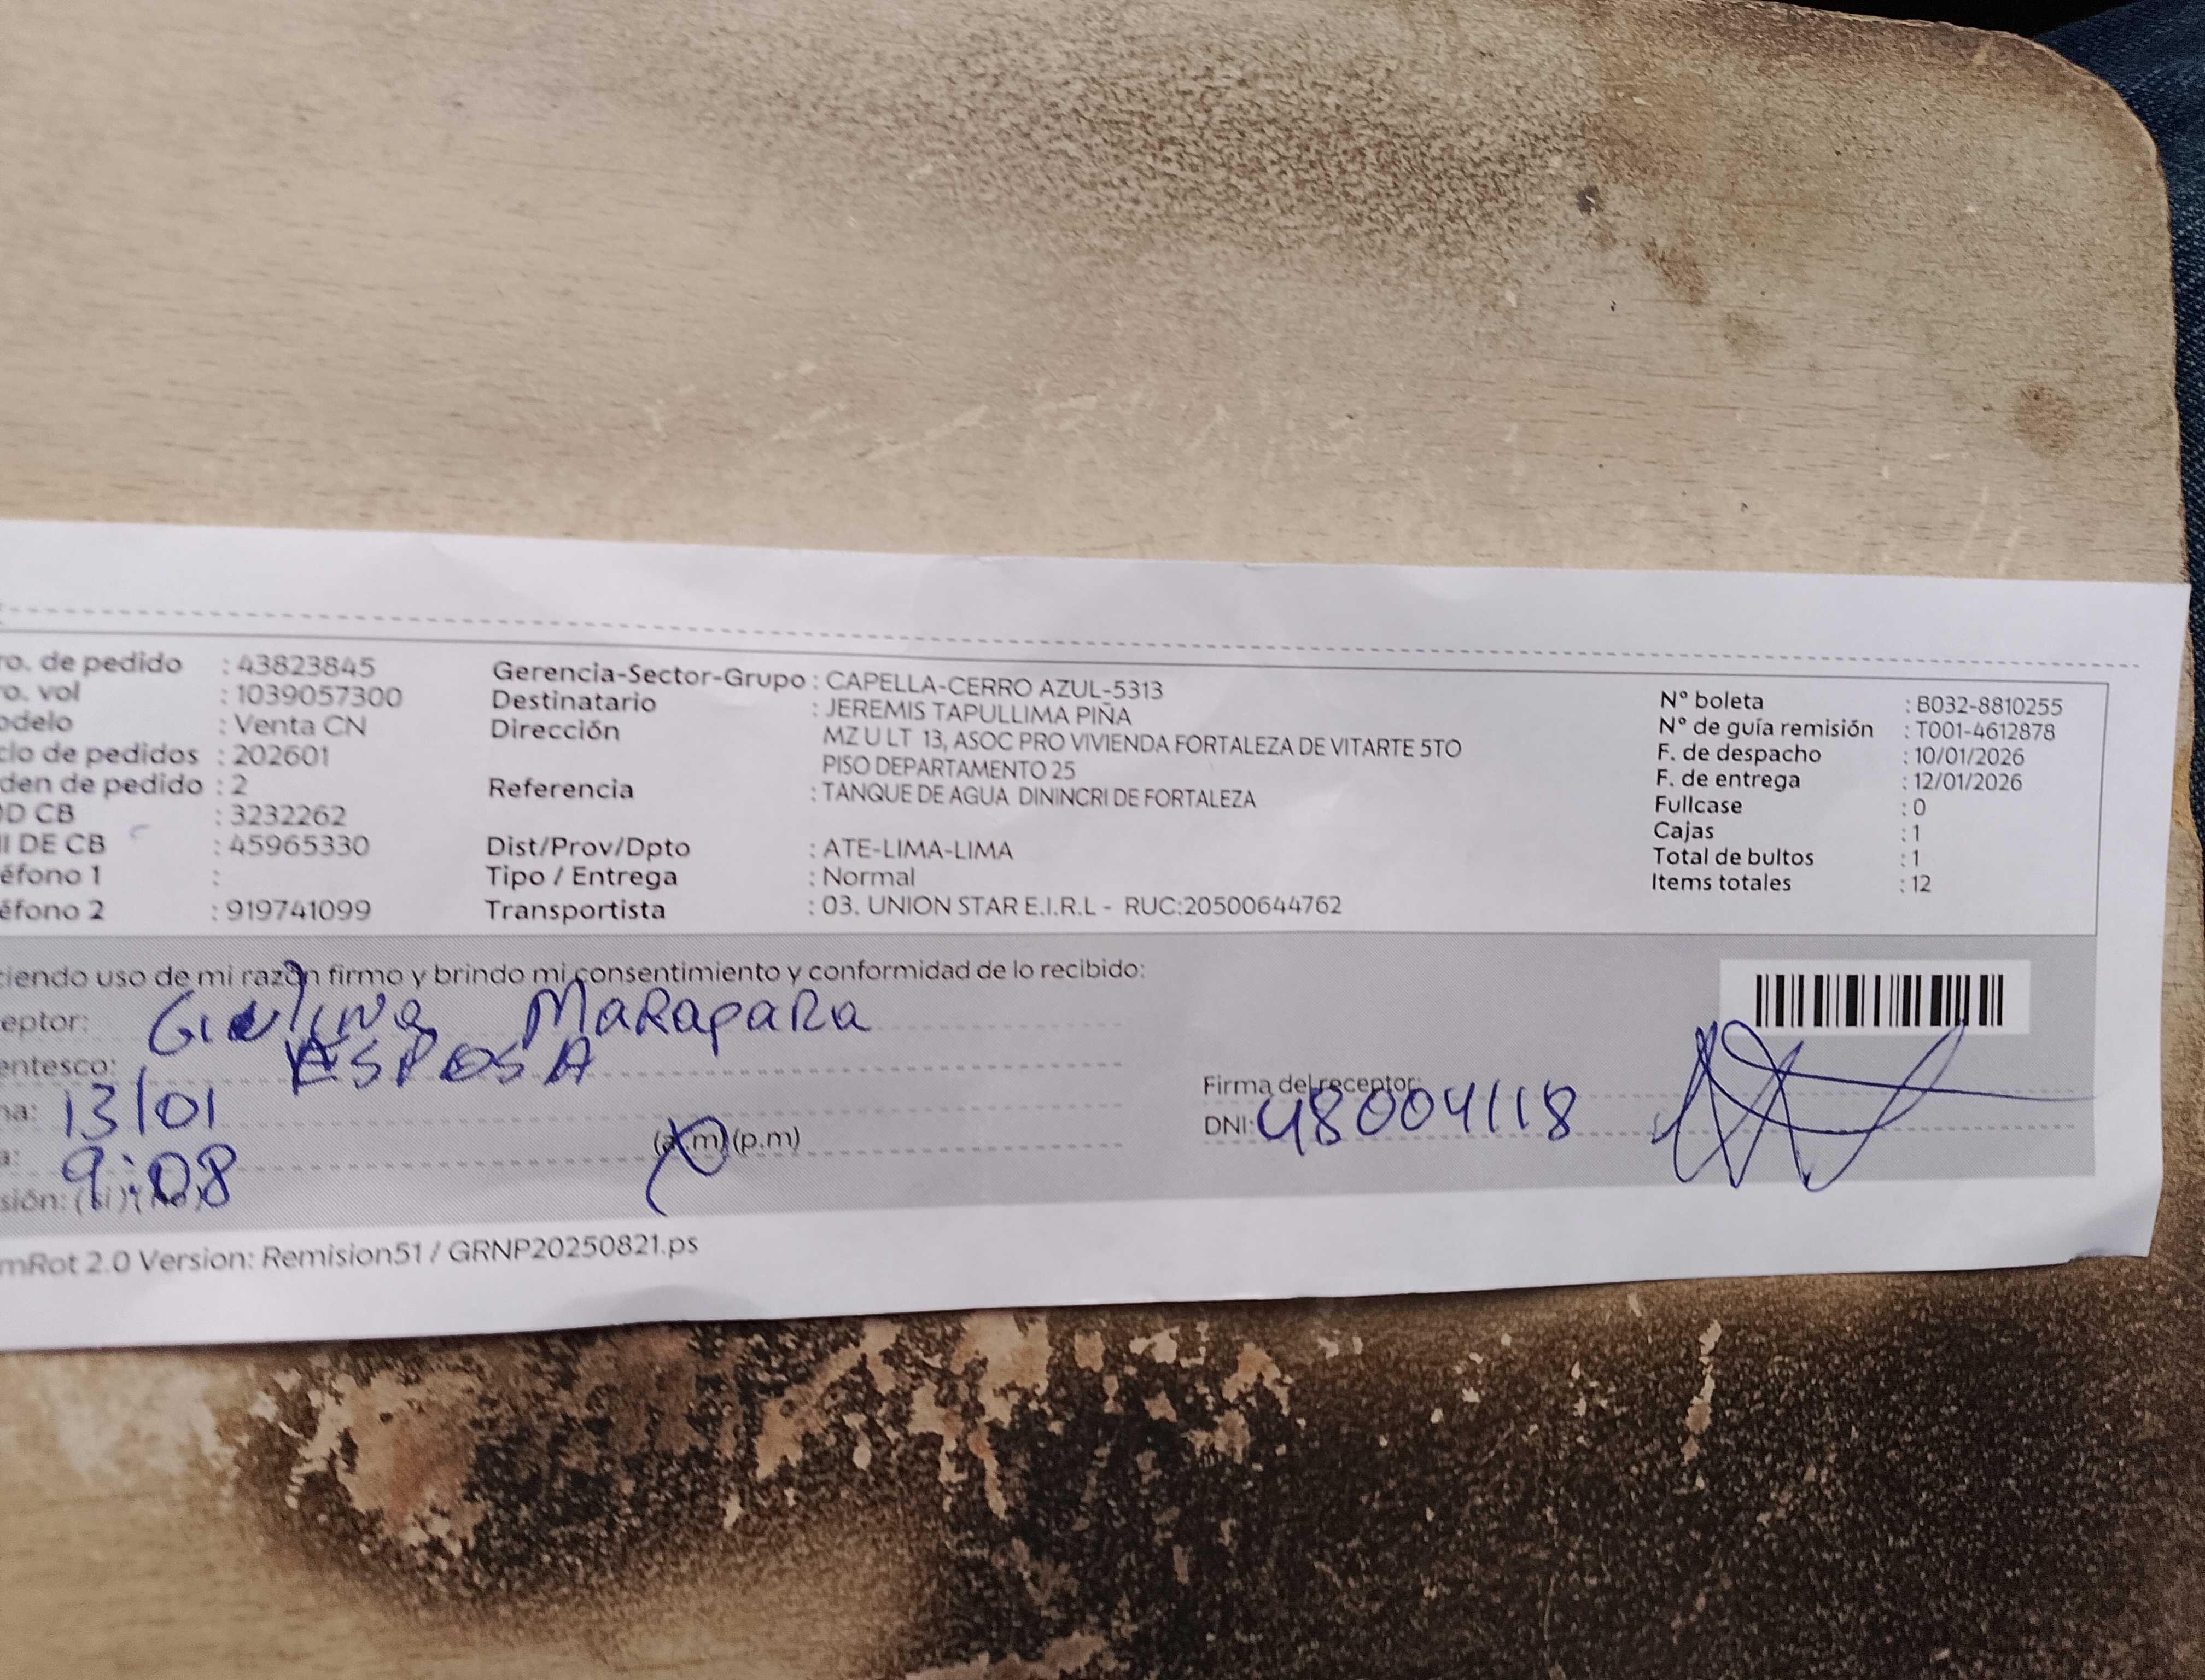 ro. de pedido : 43823845
ro. vol : 1039057300
odelo : Venta CN
clo de pedidos : 202601
den de pedido : 2
D CB : 3232262
I DE CB : 45965330
éfono 1 :
éfono 2 : 919741099
Gerencia-Sector-Grupo : CAPELLA-CERRO AZUL-5313
Destinatario : JEREMIS TAPULLIMA PIÑA
Dirección MZ U LT 13, ASOC PRO VIVIENDA FORTALEZA DE VITARTE 5TO
PISO DEPARTAMENTO 25
Referencia : TANQUE DE AGUA DININCRI DE FORTALEZA
Dist/Prov/Dpto : ATE-LIMA-LIMA
Tipo / Entrega : Normal
Transportista : 03. UNION STAR E.I.R.L - RUC:20500644762
N° boleta : B032-8810255
N° de guía remisión : T001-4612878
F. de despacho : 10/01/2026
F. de entrega : 12/01/2026
Fullcase : 0
Cajas : 1
Total de bultos : 1
Items totales : 12
ciendo uso de mi razón firmo y brindo mi consentimiento y conformidad de lo recibido:
eptor: MaRapaRa
entesco: ESPOSA
ha: 13/01
a: 9:08 (a.m) (p.m)
sión: (si) (no)
Firma del receptor:
DNI: 48004118
mRot 2.0 Version: Remision51 / GRNP20250821.ps